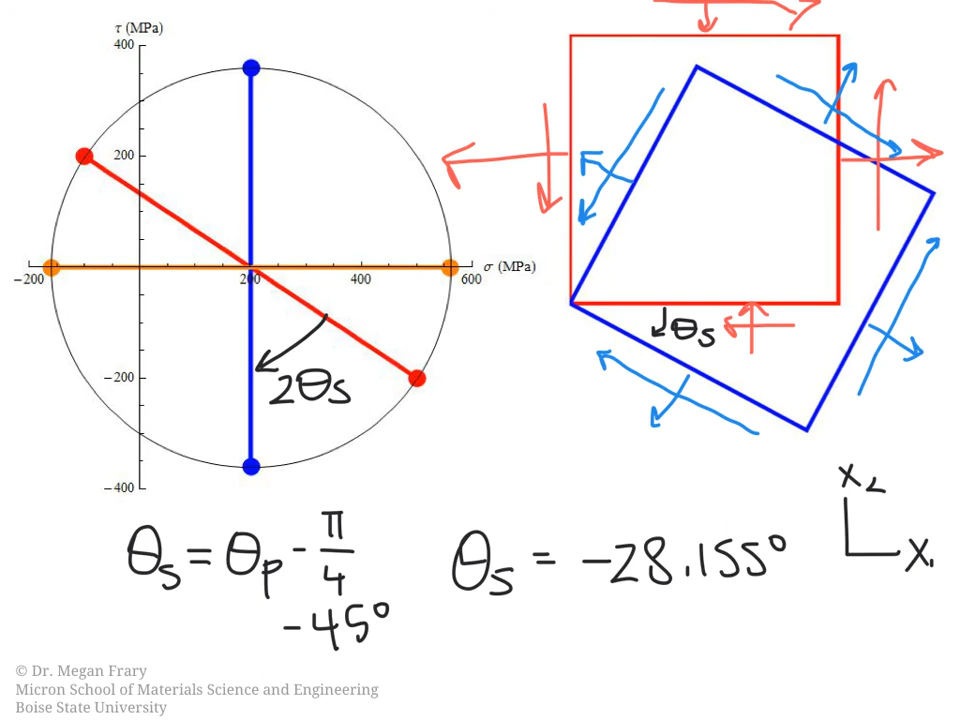 τ (MPa)
400
200
-200
200
400
600
σ (MPa)
-200
-400
2θs
θs
θs = θp - π/4
-45°
θs = -28.155°
x2
x1
© Dr. Megan Frary
Micron School of Materials Science and Engineering
Boise State University